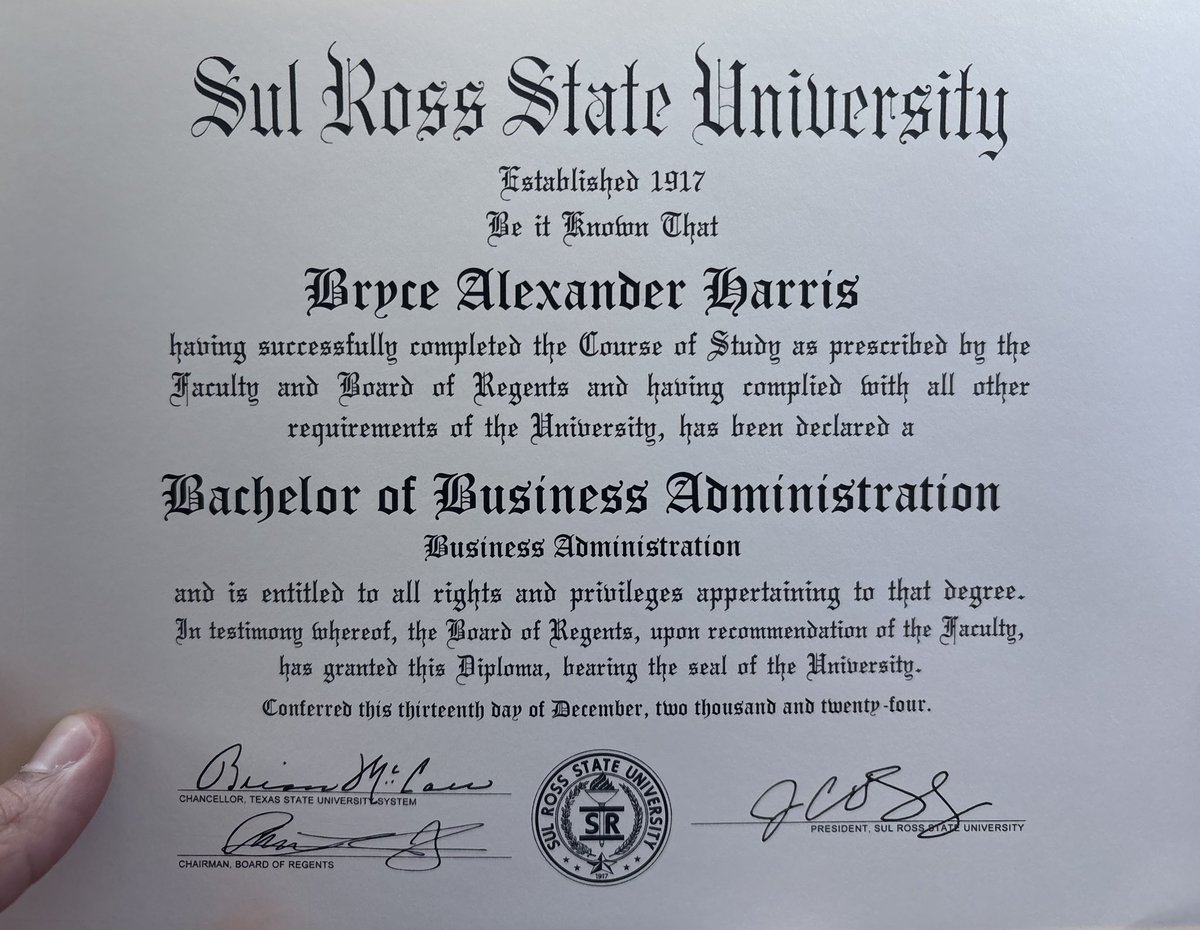 Sul Ross State University
Established 1917
Be it Known That
Bryce Alexander Harris
having successfully completed the Course of Study as prescribed by the
Faculty and Board of Regents and having complied with all other
requirements of the University, has been declared a
Bachelor of Business Administration
Business Administration
and is entitled to all rights and privileges appertaining to that degree.
In testimony whereof, the Board of Regents, upon recommendation of the Faculty,
has granted this Diploma, bearing the seal of the University.
Conferred this thirteenth day of December, two thousand and twenty-four.
Brian McCall
CHANCELLOR, TEXAS STATE UNIVERSITY SYSTEM
CHAIRMAN, BOARD OF REGENTS
SUL ROSS STATE UNIVERSITY
SR
1917
PRESIDENT, SUL ROSS STATE UNIVERSITY